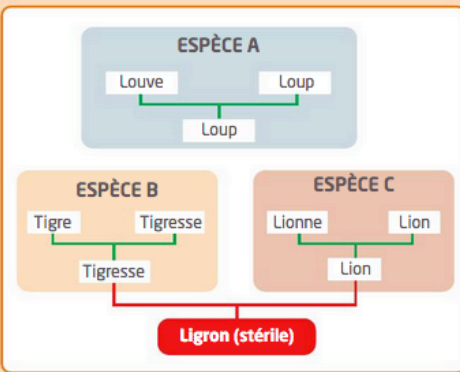 ESPÈCE A
Louve Loup
Loup
ESPÈCE B
Tigre Tigresse
Tigresse
ESPÈCE C
Lionne Lion
Lion
Ligron (stérile)